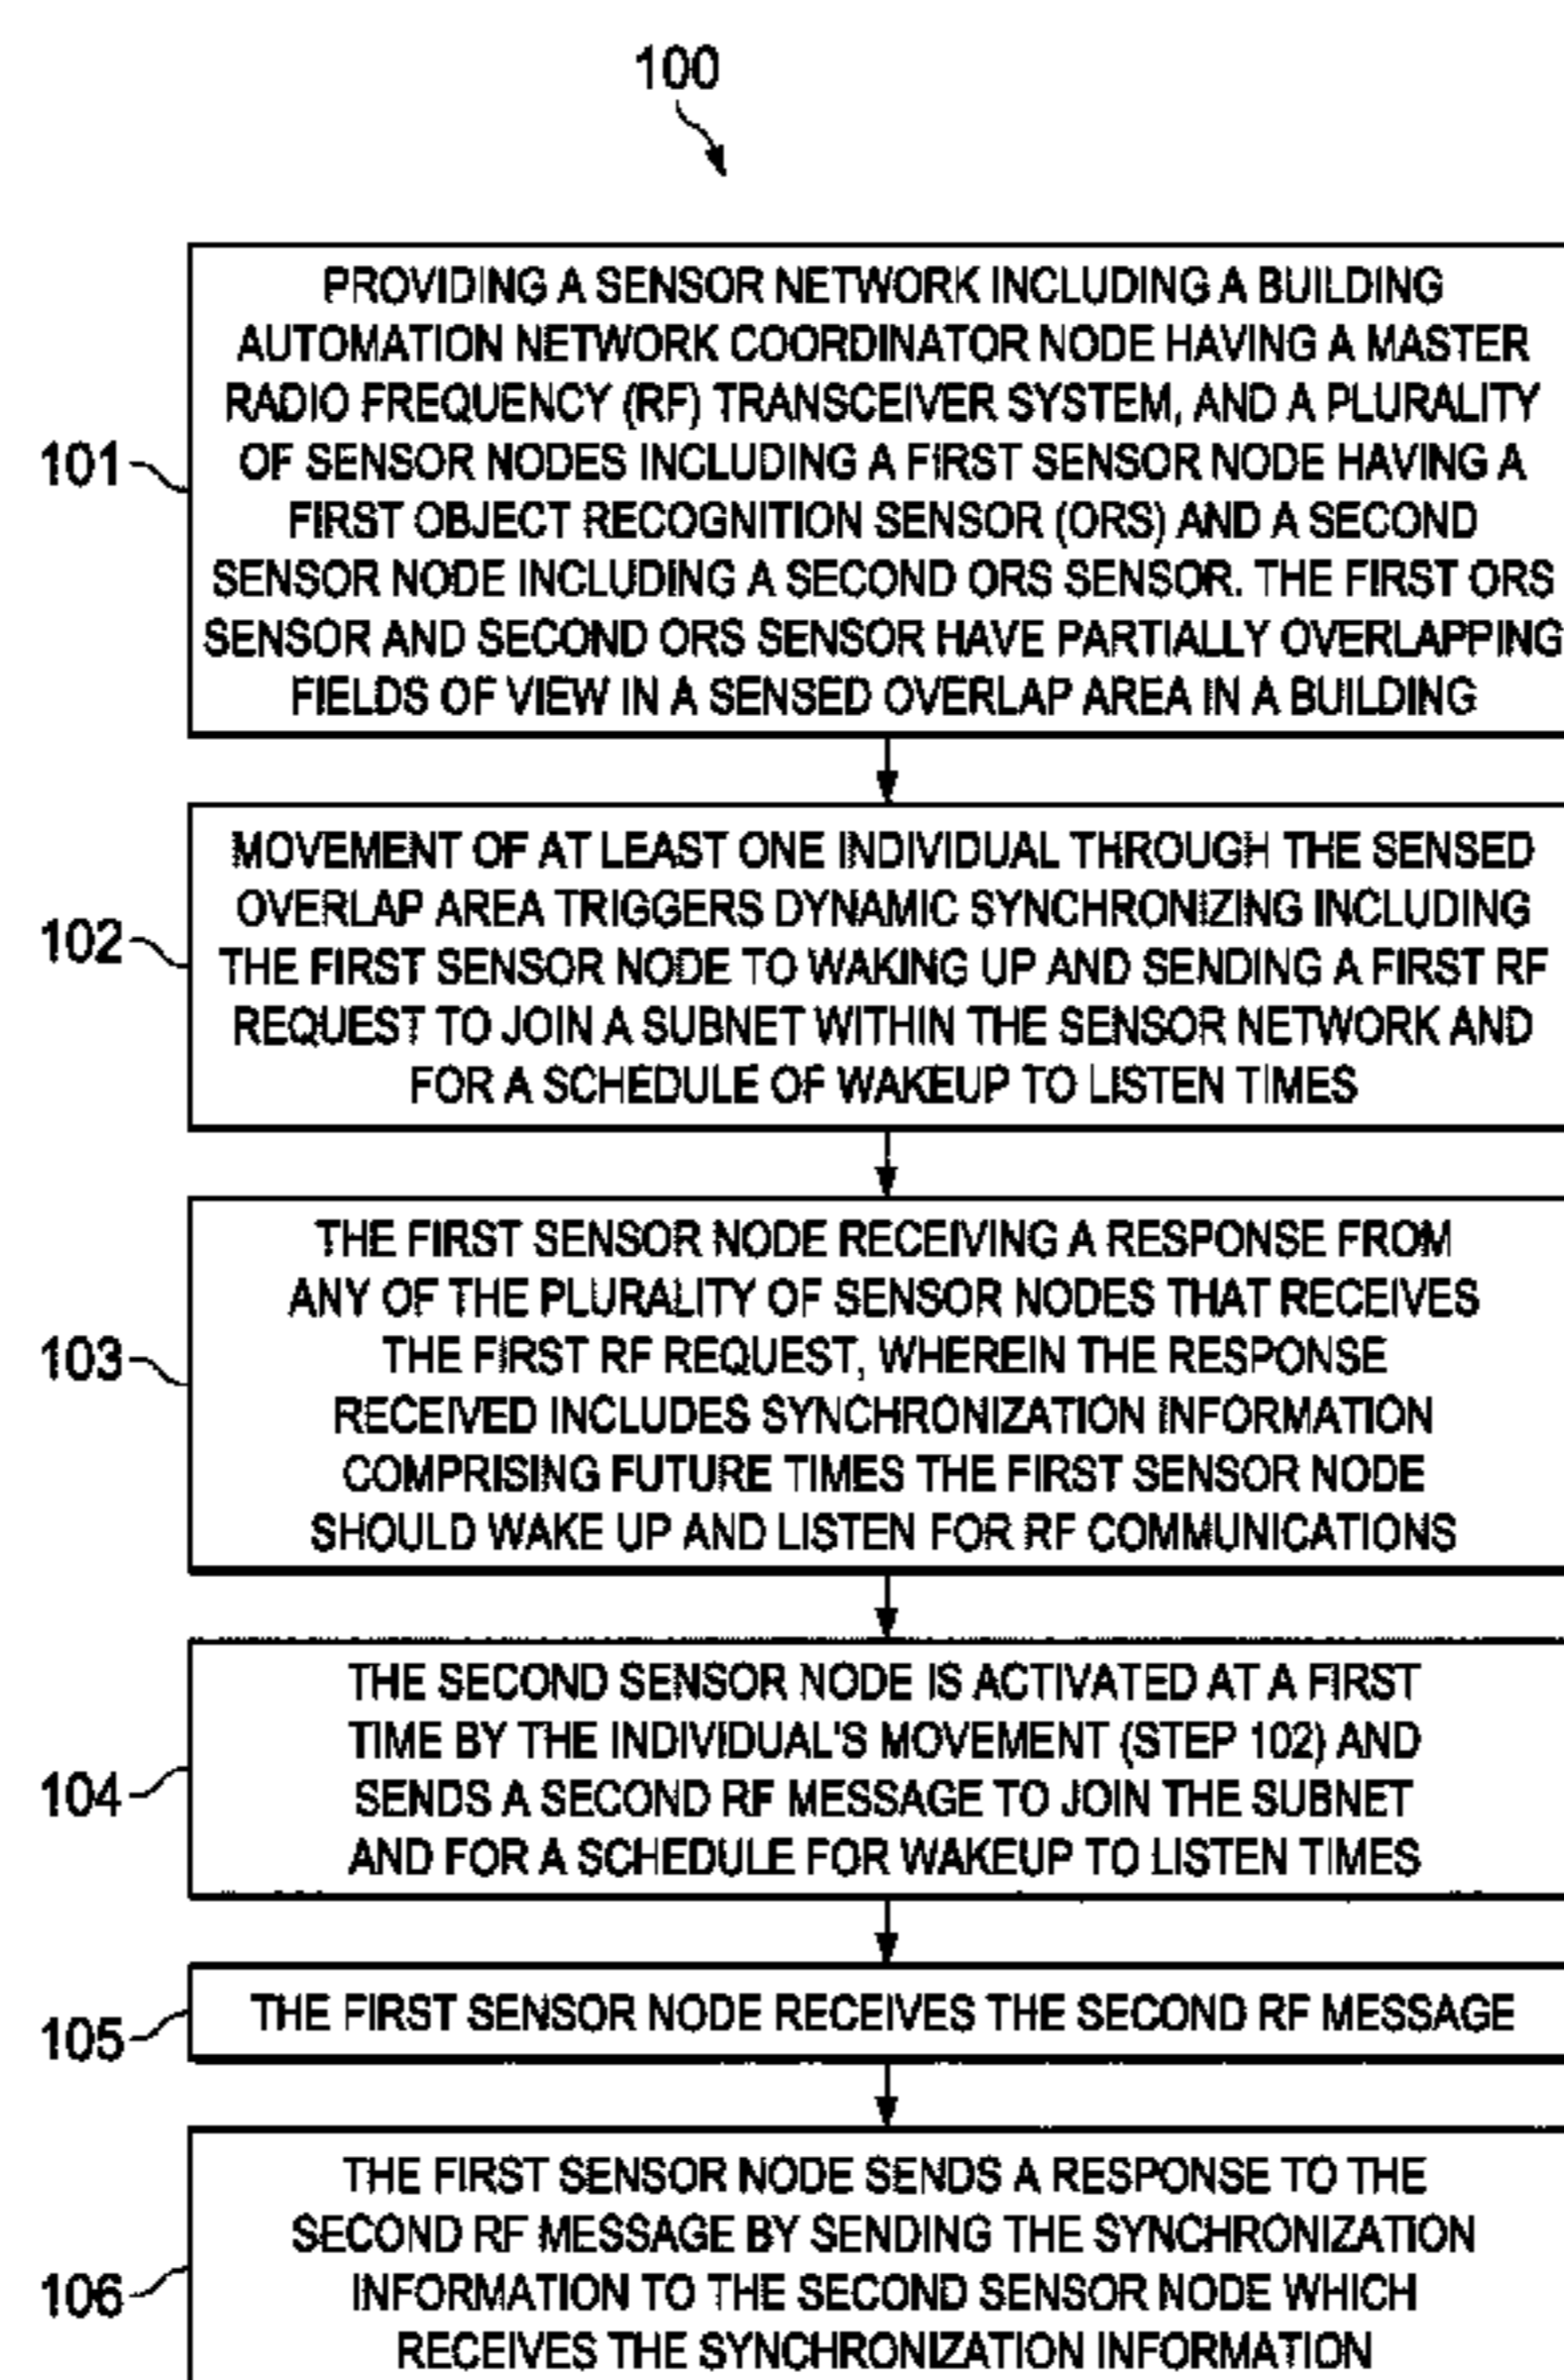 100
101
PROVIDING A SENSOR NETWORK INCLUDING A BUILDING
AUTOMATION NETWORK COORDINATOR NODE HAVING A MASTER
RADIO FREQUENCY (RF) TRANSCEIVER SYSTEM, AND A PLURALITY
OF SENSOR NODES INCLUDING A FIRST SENSOR NODE HAVING A
FIRST OBJECT RECOGNITION SENSOR (ORS) AND A SECOND
SENSOR NODE INCLUDING A SECOND ORS SENSOR. THE FIRST ORS
SENSOR AND SECOND ORS SENSOR HAVE PARTIALLY OVERLAPPING
FIELDS OF VIEW IN A SENSED OVERLAP AREA IN A BUILDING
102
MOVEMENT OF AT LEAST ONE INDIVIDUAL THROUGH THE SENSED
OVERLAP AREA TRIGGERS DYNAMIC SYNCHRONIZING INCLUDING
THE FIRST SENSOR NODE TO WAKING UP AND SENDING A FIRST RF
REQUEST TO JOIN A SUBNET WITHIN THE SENSOR NETWORK AND
FOR A SCHEDULE OF WAKEUP TO LISTEN TIMES
103
THE FIRST SENSOR NODE RECEIVING A RESPONSE FROM
ANY OF THE PLURALITY OF SENSOR NODES THAT RECEIVES
THE FIRST RF REQUEST, WHEREIN THE RESPONSE
RECEIVED INCLUDES SYNCHRONIZATION INFORMATION
COMPRISING FUTURE TIMES THE FIRST SENSOR NODE
SHOULD WAKE UP AND LISTEN FOR RF COMMUNICATIONS
104
THE SECOND SENSOR NODE IS ACTIVATED AT A FIRST
TIME BY THE INDIVIDUAL'S MOVEMENT (STEP 102) AND
SENDS A SECOND RF MESSAGE TO JOIN THE SUBNET
AND FOR A SCHEDULE FOR WAKEUP TO LISTEN TIMES
105
THE FIRST SENSOR NODE RECEIVES THE SECOND RF MESSAGE
106
THE FIRST SENSOR NODE SENDS A RESPONSE TO THE
SECOND RF MESSAGE BY SENDING THE SYNCHRONIZATION
INFORMATION TO THE SECOND SENSOR NODE WHICH
RECEIVES THE SYNCHRONIZATION INFORMATION